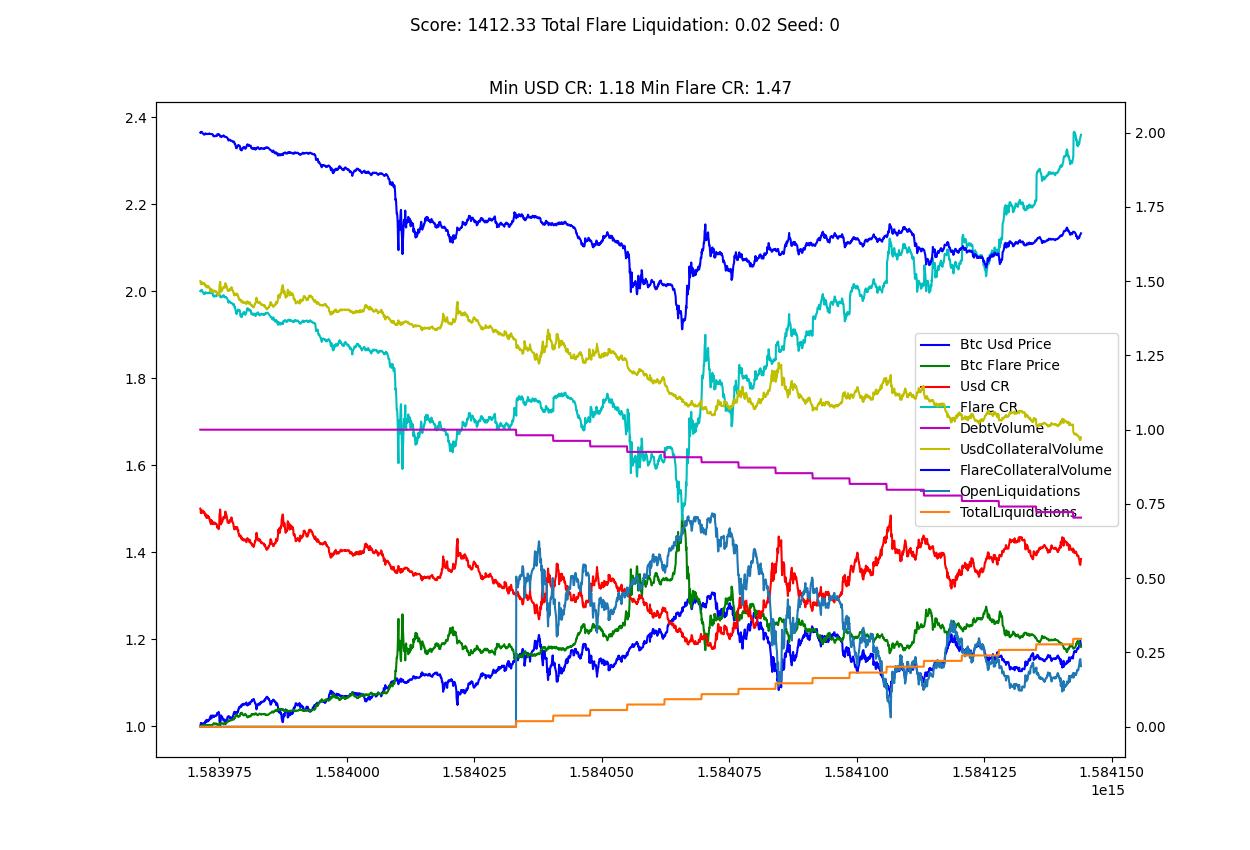 Score: 1412.33 Total Flare Liquidation: 0.02 Seed: 0
Min USD CR: 1.18 Min Flare CR: 1.47
2.4
2.2
2.0
1.8
1.6
1.4
1.2
1.0
2.00
1.75
1.50
1.25
1.00
0.75
0.50
0.25
0.00
Btc Usd Price
Btc Flare Price
Usd CR
Flare CR
DebtVolume
UsdCollateralVolume
FlareCollateralVolume
OpenLiquidations
TotalLiquidations
1.583975 1.584000 1.584025 1.584050 1.584075 1.584100 1.584125 1.584150
1e15